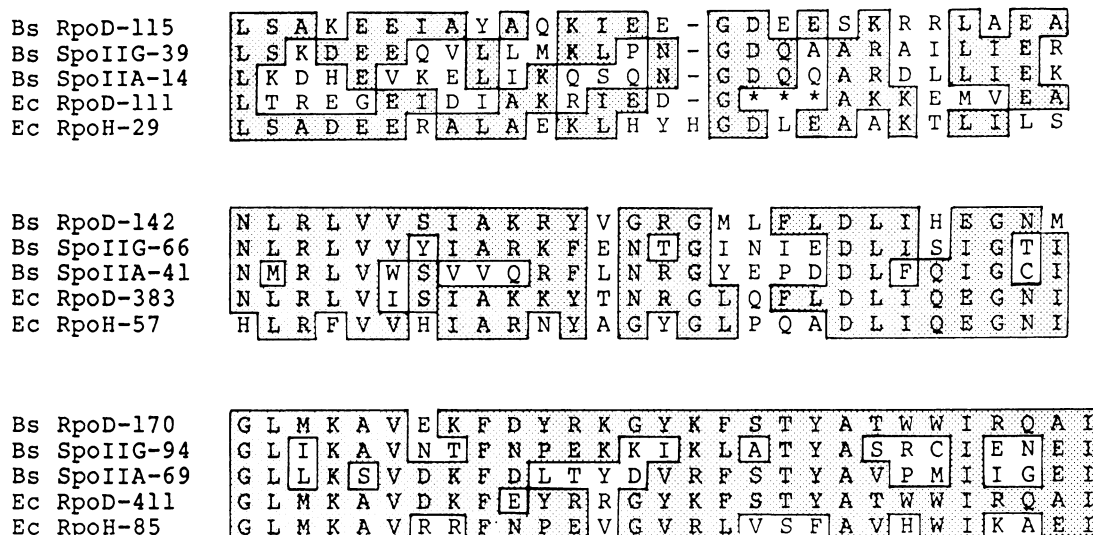 Bs RpoD-115 L S A K E E I A Y A Q K I E E - G D E E S K R R L A E A
Bs SpoIIG-39 L S K D E E Q V L L M K L P N - G D Q A A R A I L I E R
Bs SpoIIA-14 L K D H E V K E L I K Q S Q N - G D Q Q A R D L L I E K
Ec RpoD-111 L T R E G E I D I A K R I E D - G * * * A K K E M V E A
Ec RpoH-29 L S A D E E R A L A E K L H Y H G D L E A A K T L I L S
Bs RpoD-142 N L R L V V S I A K R Y V G R G M L F L D L I H E G N M
Bs SpoIIG-66 N L R L V V Y I A R K F E N T G I N I E D L I S I G T I
Bs SpoIIA-41 N M R L V W S V V Q R F L N R G Y E P D D L F Q I G C I
Ec RpoD-383 N L R L V I S I A K K Y T N R G L Q F L D L I Q E G N I
Ec RpoH-57 H L R F V V H I A R N Y A G Y G L P Q A D L I Q E G N I
Bs RpoD-170 G L M K A V E K F D Y R K G Y K F S T Y A T W W I R Q A I
Bs SpoIIG-94 G L I K A V N T F N P E K K I K L A T Y A S R C I E N E I
Bs SpoIIA-69 G L L K S V D K F D L T Y D V R F S T Y A V P M I I G E I
Ec RpoD-411 G L M K A V D K F E Y R R G Y K F S T Y A T W W I R Q A I
Ec RpoH-85 G L M K A V R R F N P E V G V R L V S F A V H W I K A E I